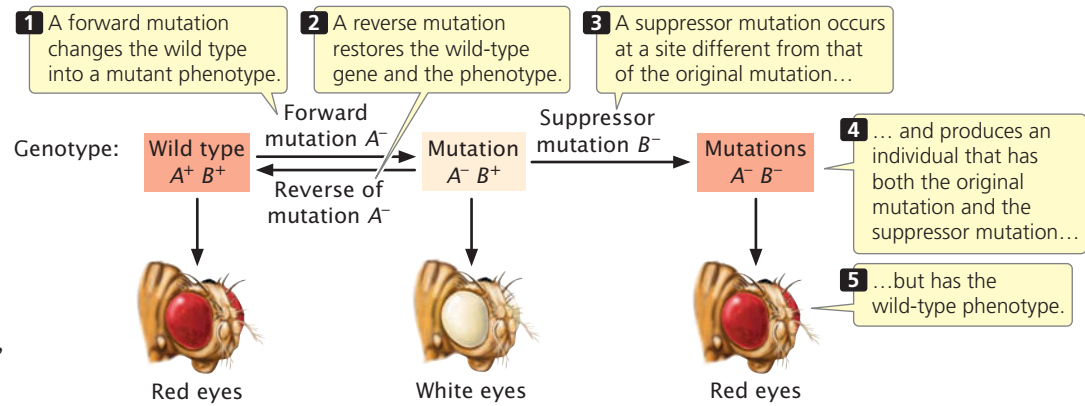 1 A forward mutation
changes the wild type
into a mutant phenotype.
2 A reverse mutation
restores the wild-type
gene and the phenotype.
3 A suppressor mutation occurs
at a site different from that
of the original mutation…
Forward
mutation A–
Suppressor
mutation B–
Genotype:
Wild type
A+ B+
Reverse of
mutation A–
Mutation
A– B+
Mutations
A– B–
4 … and produces an
individual that has
both the original
mutation and the
suppressor mutation…
5 …but has the
wild-type phenotype.
,
Red eyes
White eyes
Red eyes